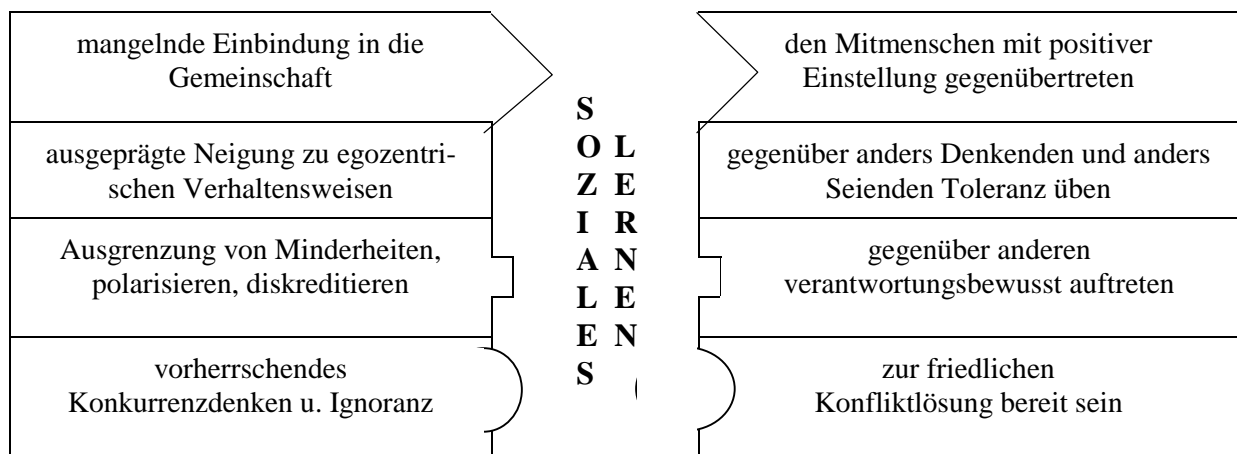 mangelnde Einbindung in die
Gemeinschaft
ausgeprägte Neigung zu egozentri-
schen Verhaltensweisen
Ausgrenzung von Minderheiten,
polarisieren, diskreditieren
vorherrschendes
Konkurrenzdenken u. Ignoranz
SOZIALES
LERNEN
den Mitmenschen mit positiver
Einstellung gegenübertreten
gegenüber anders Denkenden und anders
Seienden Toleranz üben
gegenüber anderen
verantwortungsbewusst auftreten
zur friedlichen
Konfliktlösung bereit sein